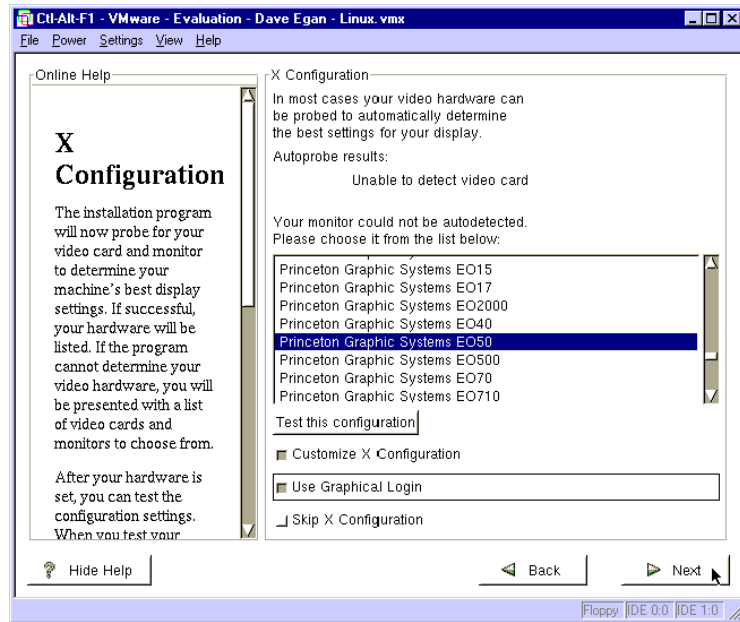 Ctl-Alt-F1 - VMware - Evaluation - Dave Egan - Linux.vmx
File Power Settings View Help
Online Help
X
Configuration
The installation program
will now probe for your
video card and monitor
to determine your
machine's best display
settings. If successful,
your hardware will be
listed. If the program
cannot determine your
video hardware, you will
be presented with a list
of video cards and
monitors to choose from.
After your hardware is
set, you can test the
configuration settings.
When you test your
X Configuration
In most cases your video hardware can
be probed to automatically determine
the best settings for your display.
Autoprobe results:
Unable to detect video card
Your monitor could not be autodetected.
Please choose it from the list below:
Princeton Graphic Systems EO15
Princeton Graphic Systems EO17
Princeton Graphic Systems EO2000
Princeton Graphic Systems EO40
Princeton Graphic Systems EO50
Princeton Graphic Systems EO500
Princeton Graphic Systems EO70
Princeton Graphic Systems EO710
Test this configuration
Customize X Configuration
Use Graphical Login
Skip X Configuration
? Hide Help
Back
Next
Floppy IDE 0:0 IDE 1:0